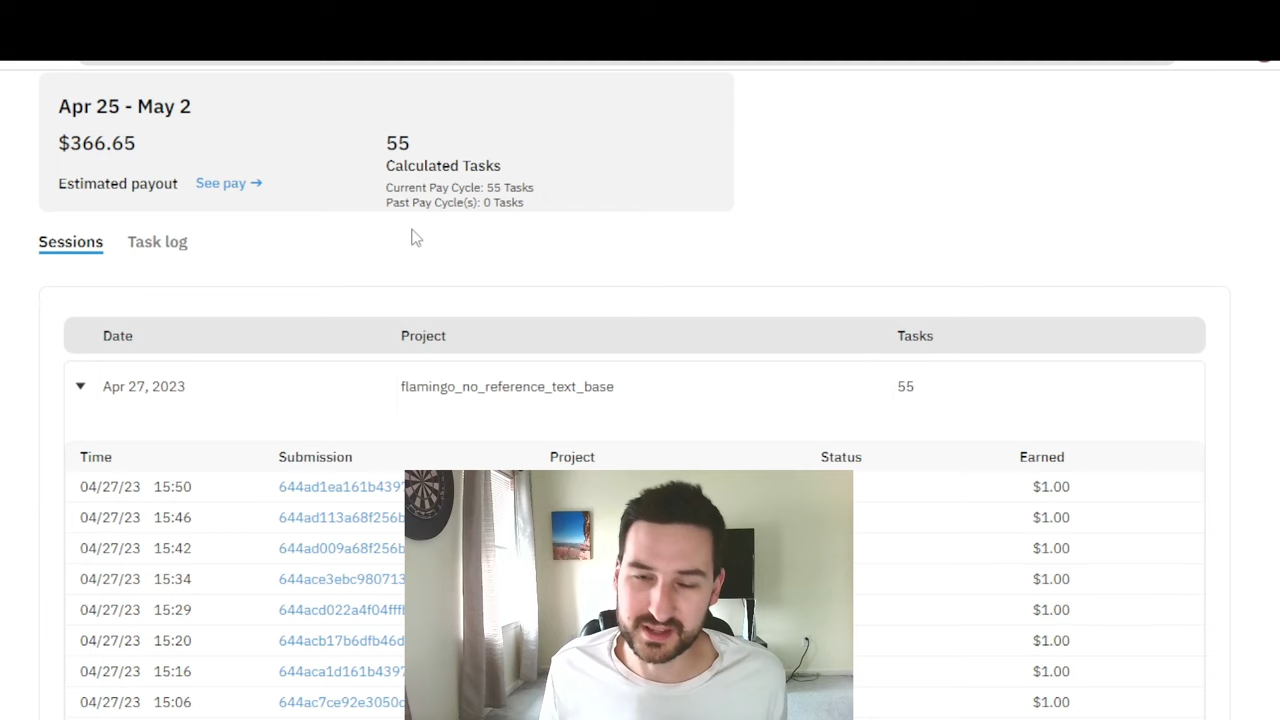 Apr 25 - May 2
$366.65
55
Calculated Tasks
Estimated payout See pay →
Current Pay Cycle: 55 Tasks
Past Pay Cycle(s): 0 Tasks
Sessions Task log
Date Project Tasks
Apr 27, 2023 flamingo_no_reference_text_base 55
Time Submission Project Status Earned
04/27/23 15:50 644ad1ea161b439 $1.00
04/27/23 15:46 644ad113a68f256b $1.00
04/27/23 15:42 644ad009a68f256b $1.00
04/27/23 15:34 644ace3ebc980713 $1.00
04/27/23 15:29 644acd022a4f04fff $1.00
04/27/23 15:20 644acb17b6dfb46d $1.00
04/27/23 15:16 644aca1d161b439 $1.00
04/27/23 15:06 644ac7ce92e3050 $1.00